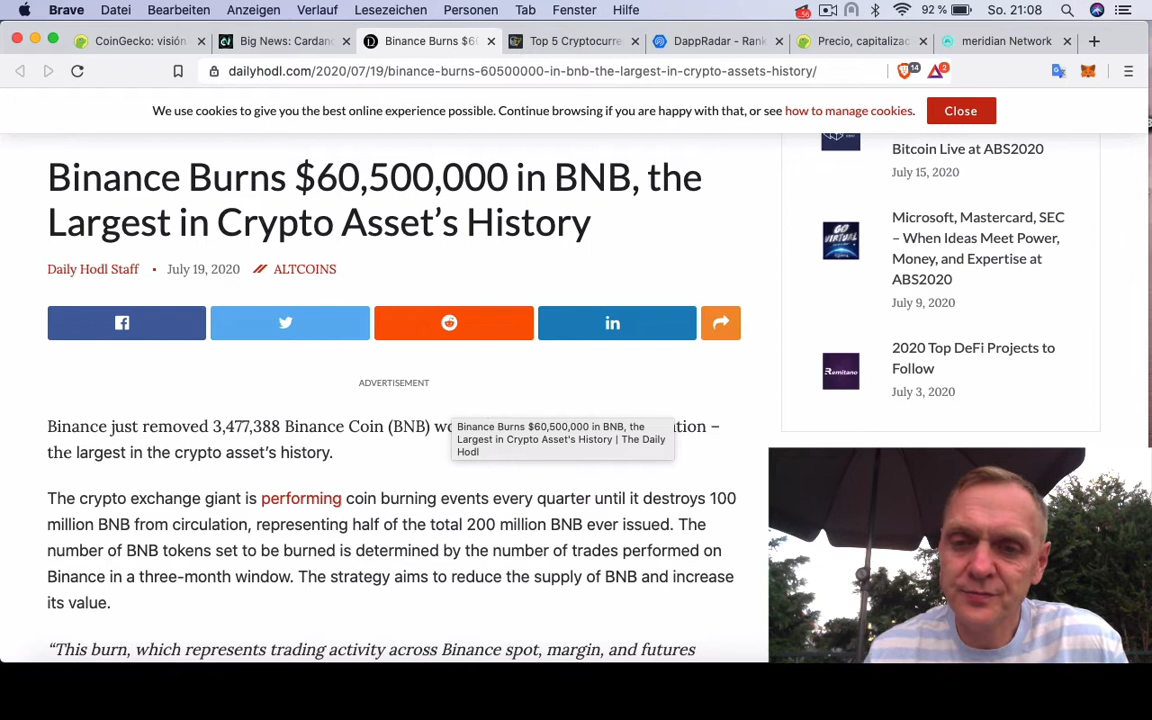 Brave Datei Bearbeiten Anzeigen Verlauf Lesezeichen Personen Tab Fenster Hilfe 92 % So. 21:08
CoinGecko: visión Big News: Cardano Binance Burns $60 Top 5 Cryptocurre DappRadar - Rank Precio, capitalizac meridian Network
dailyhodl.com/2020/07/19/binance-burns-60500000-in-bnb-the-largest-in-crypto-assets-history/ 14 2
We use cookies to give you the best online experience possible. Continue browsing if you are happy with that, or see how to manage cookies. Close
Binance Burns $60,500,000 in BNB, the
Largest in Crypto Asset’s History
Daily Hodl Staff July 19, 2020 ALTCOINS
ADVERTISEMENT
Binance just removed 3,477,388 Binance Coin (BNB)
the largest in the crypto asset’s history.
Binance Burns $60,500,000 in BNB, the
Largest in Crypto Asset's History | The Daily
Hodl
The crypto exchange giant is performing coin burning events every quarter until it destroys 100
million BNB from circulation, representing half of the total 200 million BNB ever issued. The
number of BNB tokens set to be burned is determined by the number of trades performed on
Binance in a three-month window. The strategy aims to reduce the supply of BNB and increase
its value.
“This burn, which represents trading activity across Binance spot, margin, and futures
Bitcoin Live at ABS2020
July 15, 2020
GO
VIRTUAL
Microsoft, Mastercard, SEC
– When Ideas Meet Power,
Money, and Expertise at
ABS2020
July 9, 2020
Remitano
2020 Top DeFi Projects to
Follow
July 3, 2020